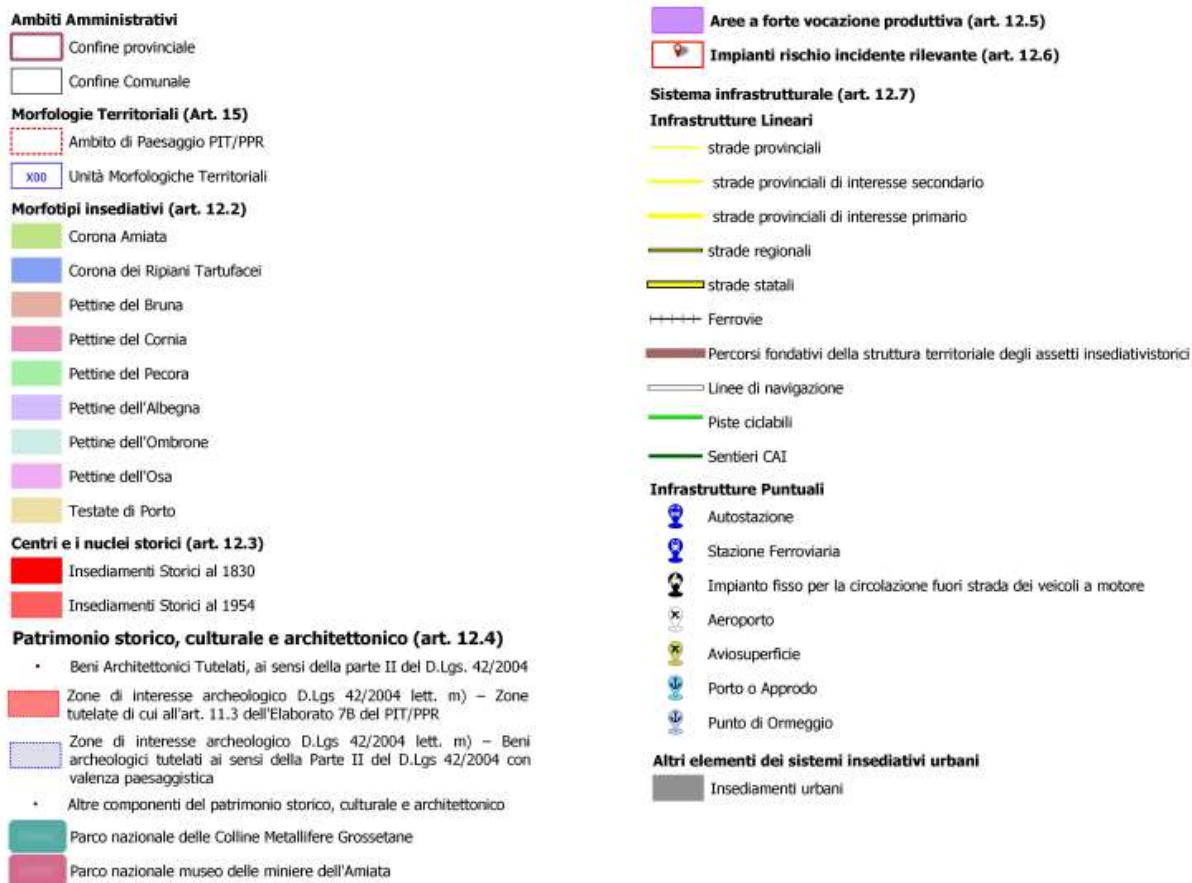 Ambiti Amministrativi
Confine provinciale
Confine Comunale
Morfologie Territoriali (Art. 15)
Ambito di Paesaggio PIT/PPR
X00 Unità Morfologiche Territoriali
Morfotipi insediativi (art. 12.2)
Corona Amiata
Corona dei Ripiani Tartufacei
Pettine del Bruna
Pettine del Cornia
Pettine del Pecora
Pettine dell'Albegna
Pettine dell'Ombrone
Pettine dell'Osa
Testate di Porto
Centri e i nuclei storici (art. 12.3)
Insediamenti Storici al 1830
Insediamenti Storici al 1954
Patrimonio storico, culturale e architettonico (art. 12.4)
Beni Architettonici Tutelati, ai sensi della parte II del D.Lgs. 42/2004
Zone di interesse archeologico D.Lgs 42/2004 lett. m) – Zone
tutelate di cui all'art. 11.3 dell'Elaborato 7B del PIT/PPR
Zone di interesse archeologico D.Lgs 42/2004 lett. m) – Beni
archeologici tutelati ai sensi della Parte II del D.Lgs 42/2004 con
valenza paesaggistica
Altre componenti del patrimonio storico, culturale e architettonico
Parco nazionale delle Colline Metallifere Grossetane
Parco nazionale museo delle miniere dell'Amiata
Aree a forte vocazione produttiva (art. 12.5)
Impianti rischio incidente rilevante (art. 12.6)
Sistema infrastrutturale (art. 12.7)
Infrastrutture Lineari
strade provinciali
strade provinciali di interesse secondario
strade provinciali di interesse primario
strade regionali
strade statali
Ferrovie
Percorsi fondativi della struttura territoriale degli assetti insediativistorici
Linee di navigazione
Piste ciclabili
Sentieri CAI
Infrastrutture Puntuali
Autostazione
Stazione Ferroviaria
Impianto fisso per la circolazione fuori strada dei veicoli a motore
Aeroporto
Aviosuperficie
Porto o Approdo
Punto di Ormeggio
Altri elementi dei sistemi insediativi urbani
Insediamenti urbani